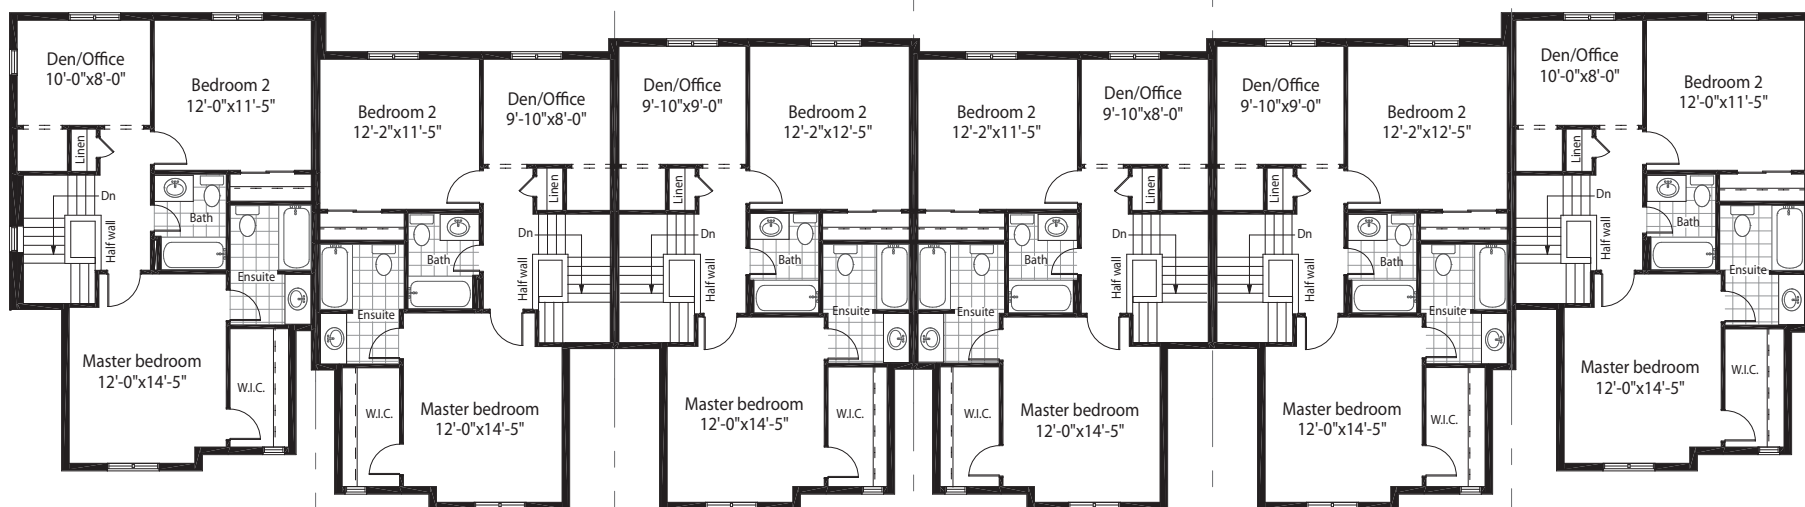 Den/Office
10'-0"x8'-0"
Bedroom 2
12'-0"x11'-5"
Linen
Dn
Half wall
Bath
Ensuite
Master bedroom
12'-0"x14'-5"
W.I.C.
Bedroom 2
12'-2"x11'-5"
Den/Office
9'-10"x8'-0"
Linen
Dn
Half wall
Bath
Ensuite
W.I.C.
Master bedroom
12'-0"x14'-5"
Den/Office
9'-10"x9'-0"
Bedroom 2
12'-2"x12'-5"
Linen
Dn
Half wall
Bath
Ensuite
Master bedroom
12'-0"x14'-5"
W.I.C.
Bedroom 2
12'-2"x11'-5"
Den/Office
9'-10"x8'-0"
Linen
Dn
Half wall
Bath
Ensuite
W.I.C.
Master bedroom
12'-0"x14'-5"
Den/Office
9'-10"x9'-0"
Bedroom 2
12'-2"x12'-5"
Linen
Dn
Half wall
Bath
Ensuite
Master bedroom
12'-0"x14'-5"
W.I.C.
Den/Office
10'-0"x8'-0"
Bedroom 2
12'-0"x11'-5"
Linen
Dn
Half wall
Bath
Ensuite
Master bedroom
12'-0"x14'-5"
W.I.C.